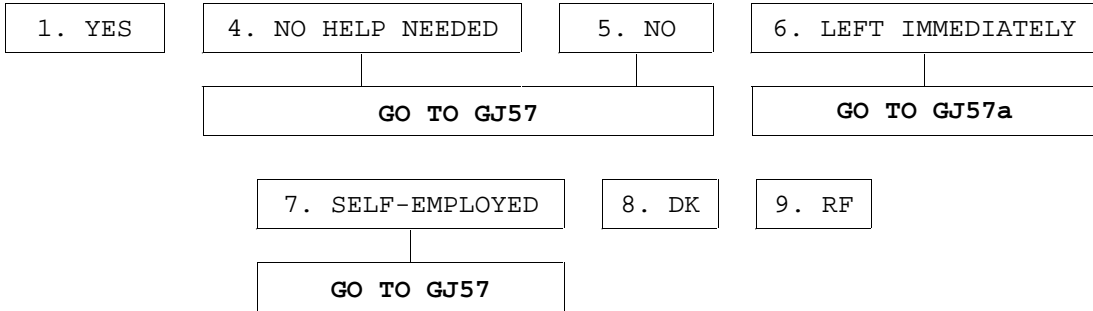 1. YES 4. NO HELP NEEDED 5. NO 6. LEFT IMMEDIATELY
GO TO GJ57 GO TO GJ57a
7. SELF-EMPLOYED 8. DK 9. RF
GO TO GJ57